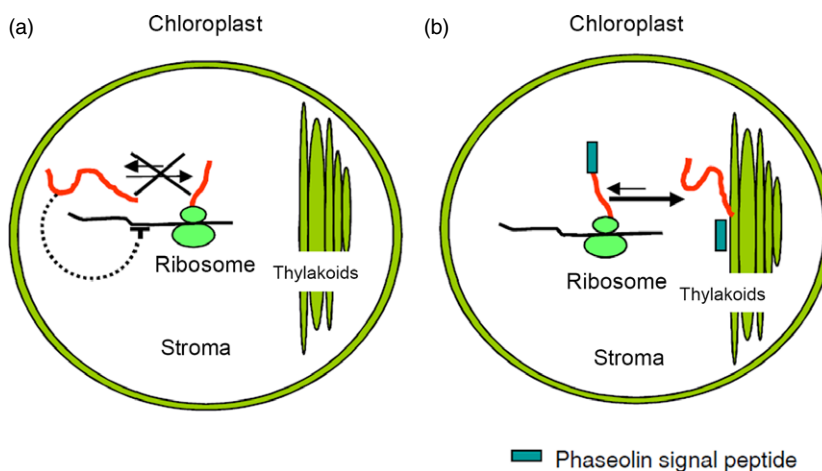 (a)
Chloroplast
Ribosome
Thylakoids
Stroma
(b)
Chloroplast
Ribosome
Thylakoids
Stroma
Phaseolin signal peptide